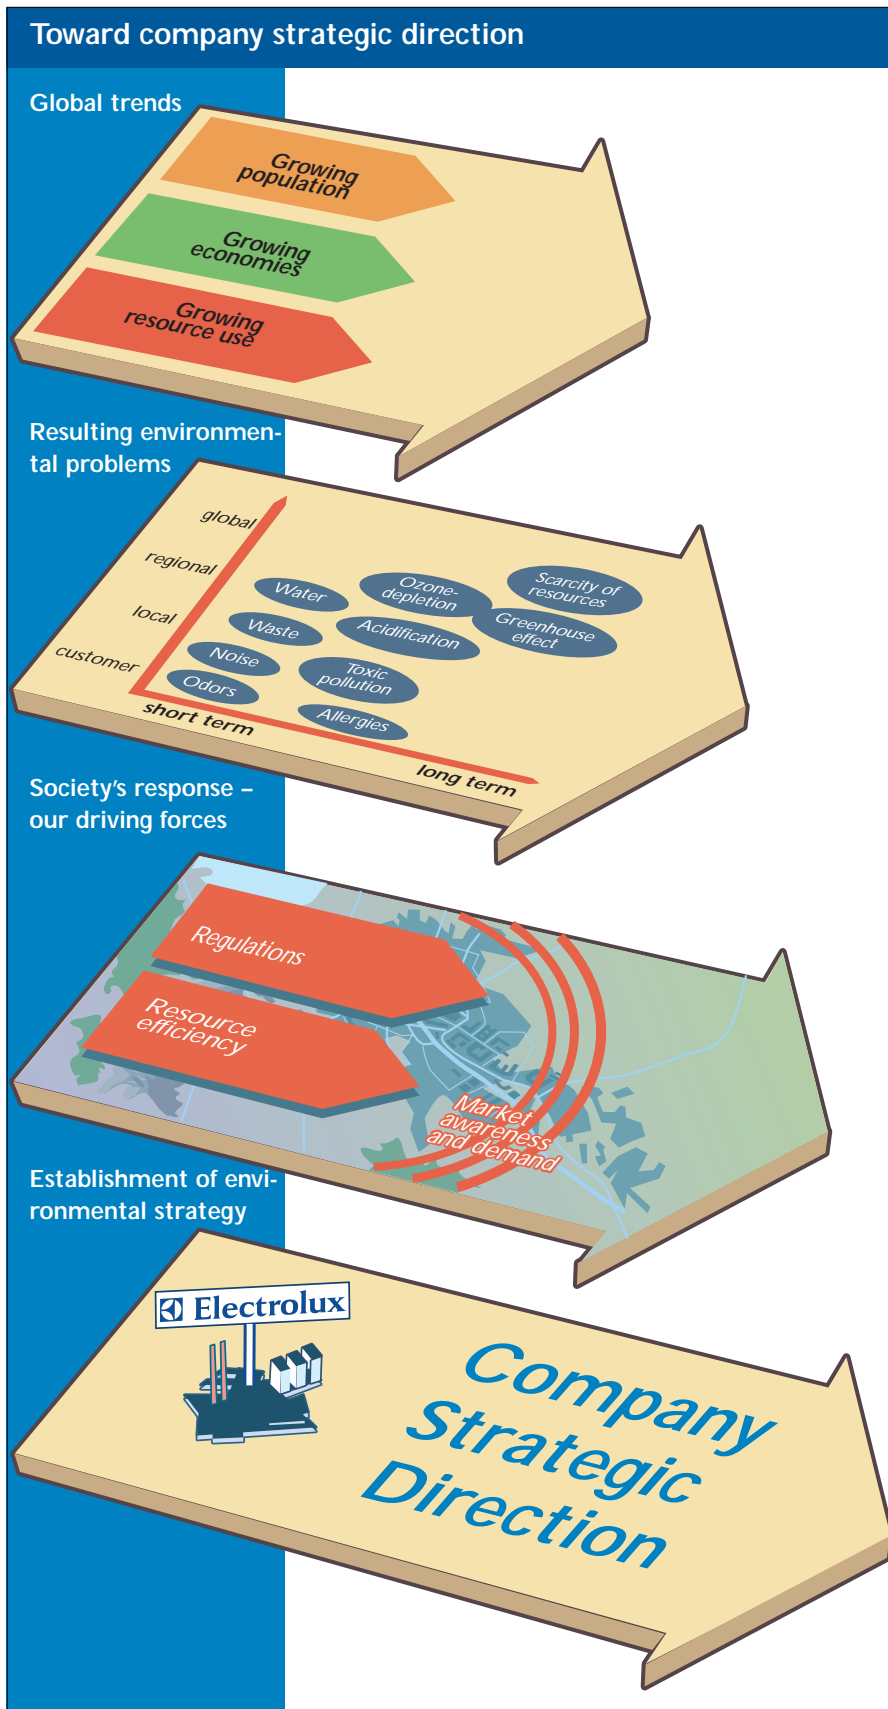 Toward company strategic direction
Global trends
Growing
population
Growing
economies
Growing
resource use
Resulting environmen-
tal problems
global
regional
local
customer
short term
long term
Water
Ozone-
depletion
Scarcity of
resources
Waste
Acidification
Greenhouse
effect
Noise
Toxic
pollution
Odors
Allergies
Society's response –
our driving forces
Regulations
Resource
efficiency
Market
awareness
and demand
Establishment of envi-
ronmental strategy
Electrolux
Company
Strategic
Direction